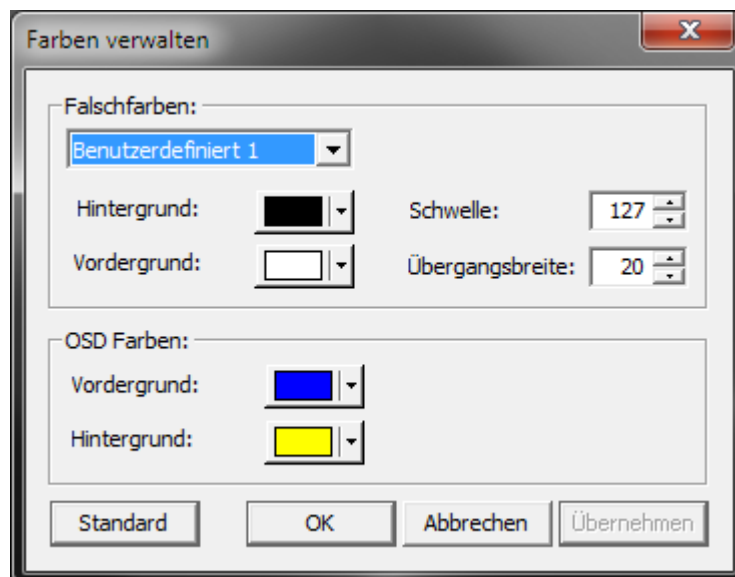 Farben verwalten
Falschfarben:
Benutzerdefiniert 1
Hintergrund: Schwelle: 127
Vordergrund: Übergangsbreite: 20
OSD Farben:
Vordergrund:
Hintergrund:
Standard OK Abbrechen Übernehmen